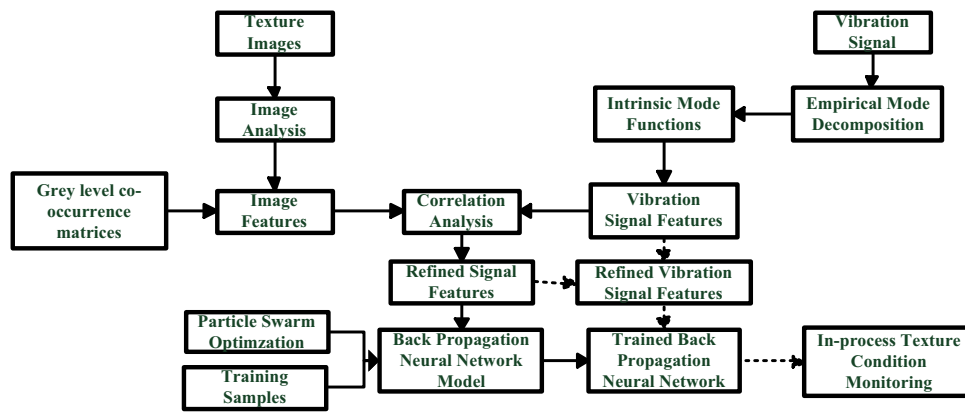 Texture
Images
Vibration
Signal
Image
Analysis
Intrinsic Mode
Functions
Empirical Mode
Decomposition
Grey level co-
occurrence
matrices
Image
Features
Correlation
Analysis
Vibration
Signal Features
Refined Signal
Features
Refined Vibration
Signal Features
Particle Swarm
Optimzation
Training
Samples
Back Propagation
Neural Network
Model
Trained Back
Propagation
Neural Network
In-process Texture
Condition
Monitoring